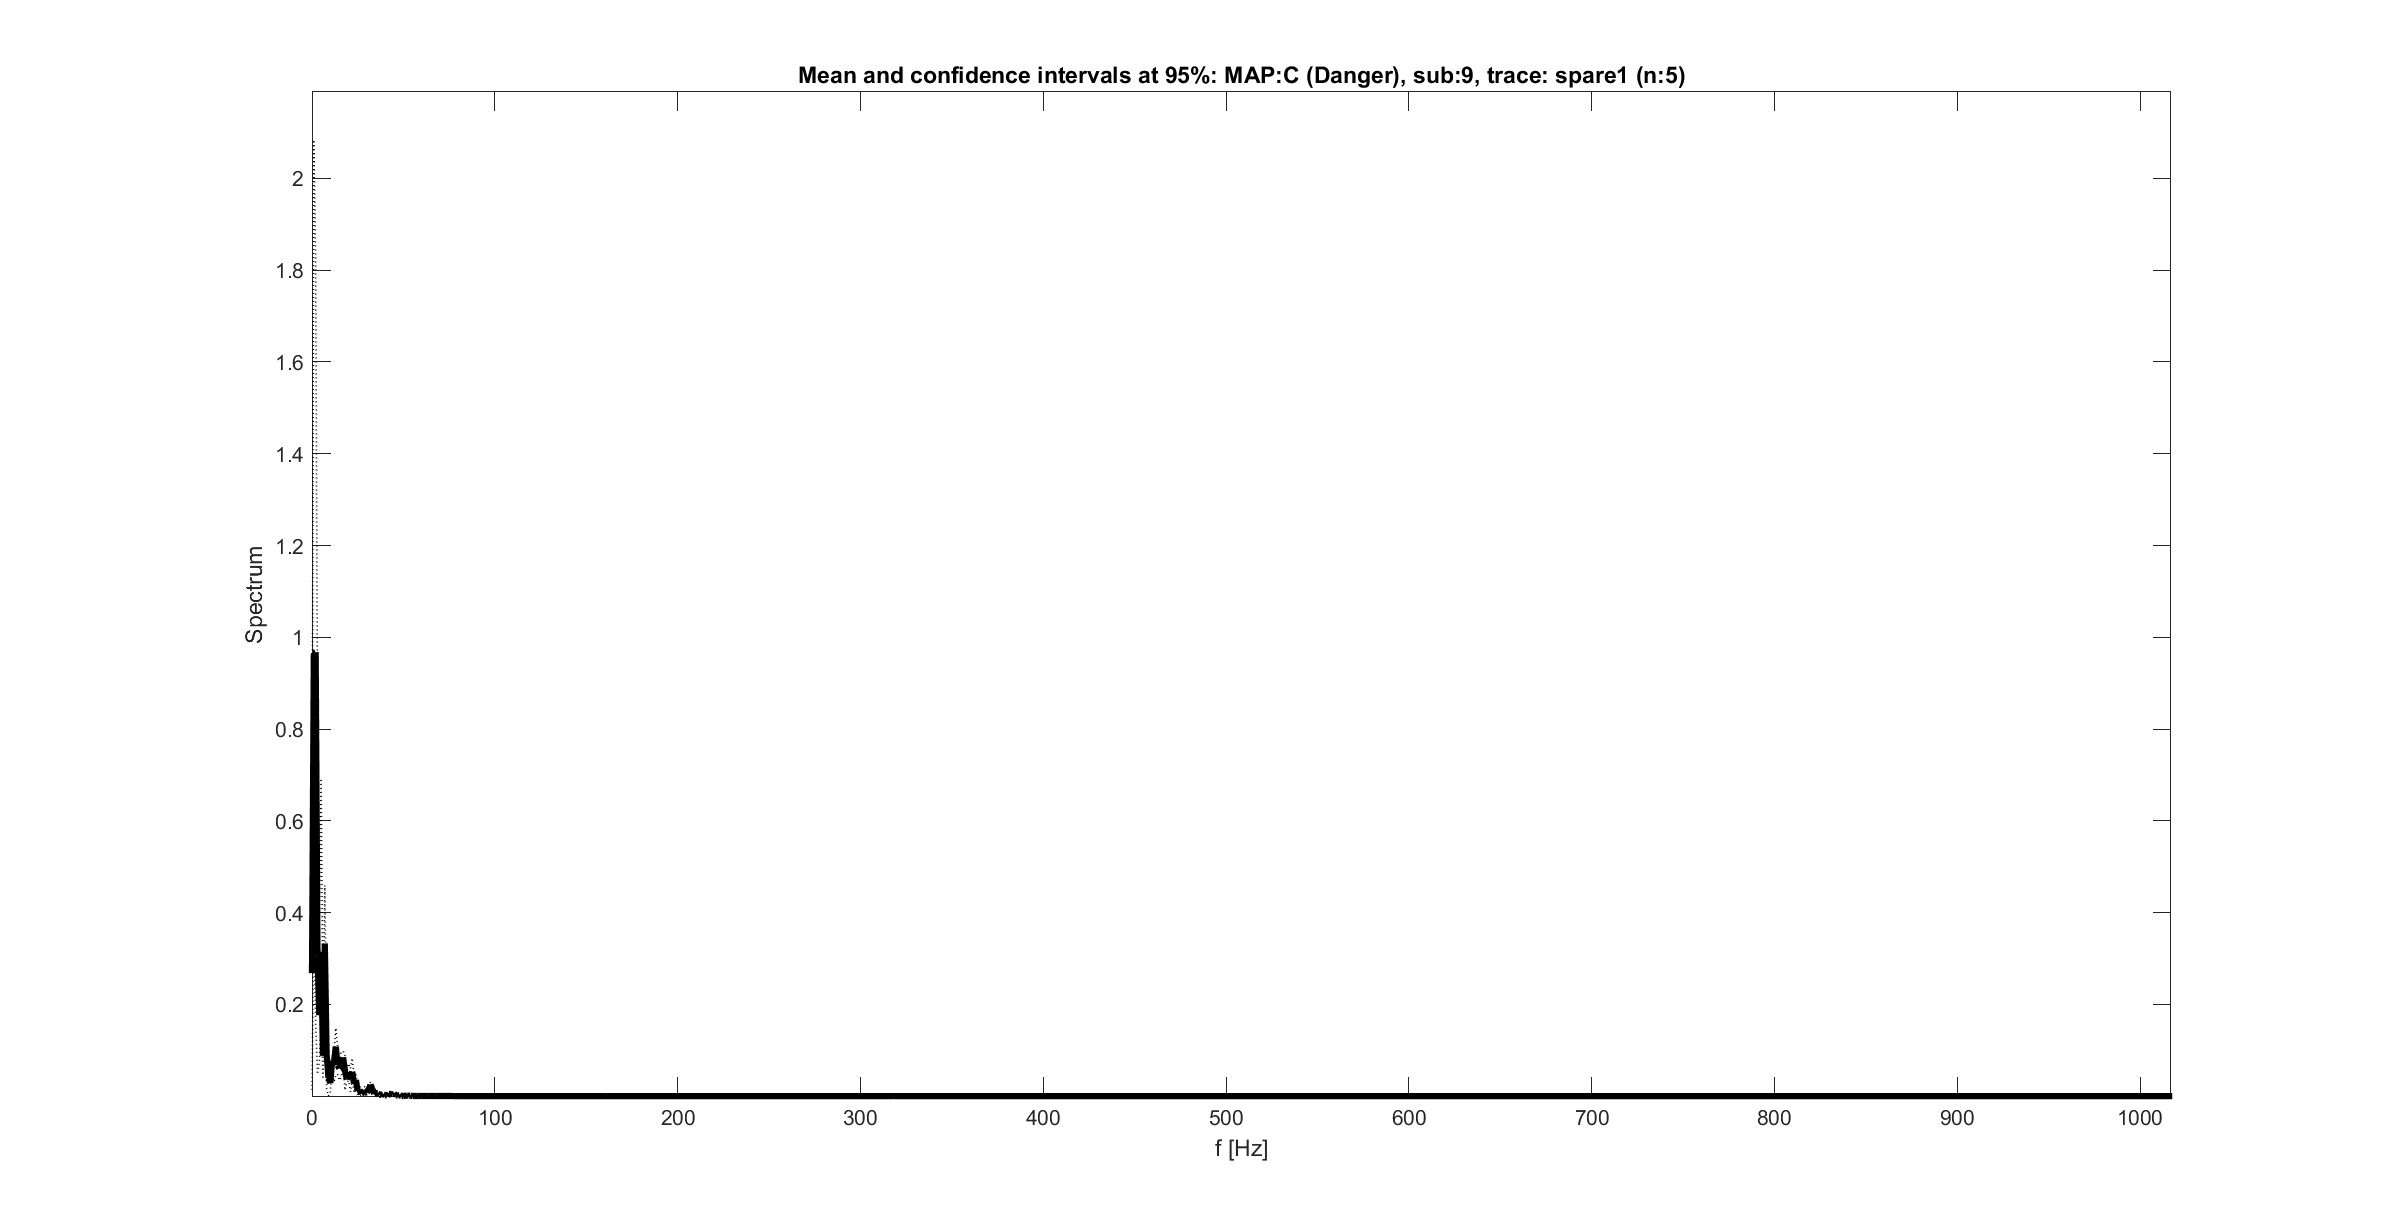 Mean and confidence intervals at 95%: MAP:C (Danger), sub:9, trace: spare1 (n:5)
2
1.8
1.6
1.4
1.2
1
0.8
0.6
0.4
0.2
Spectrum
0 100 200 300 400 500 600 700 800 900 1000
f [Hz]